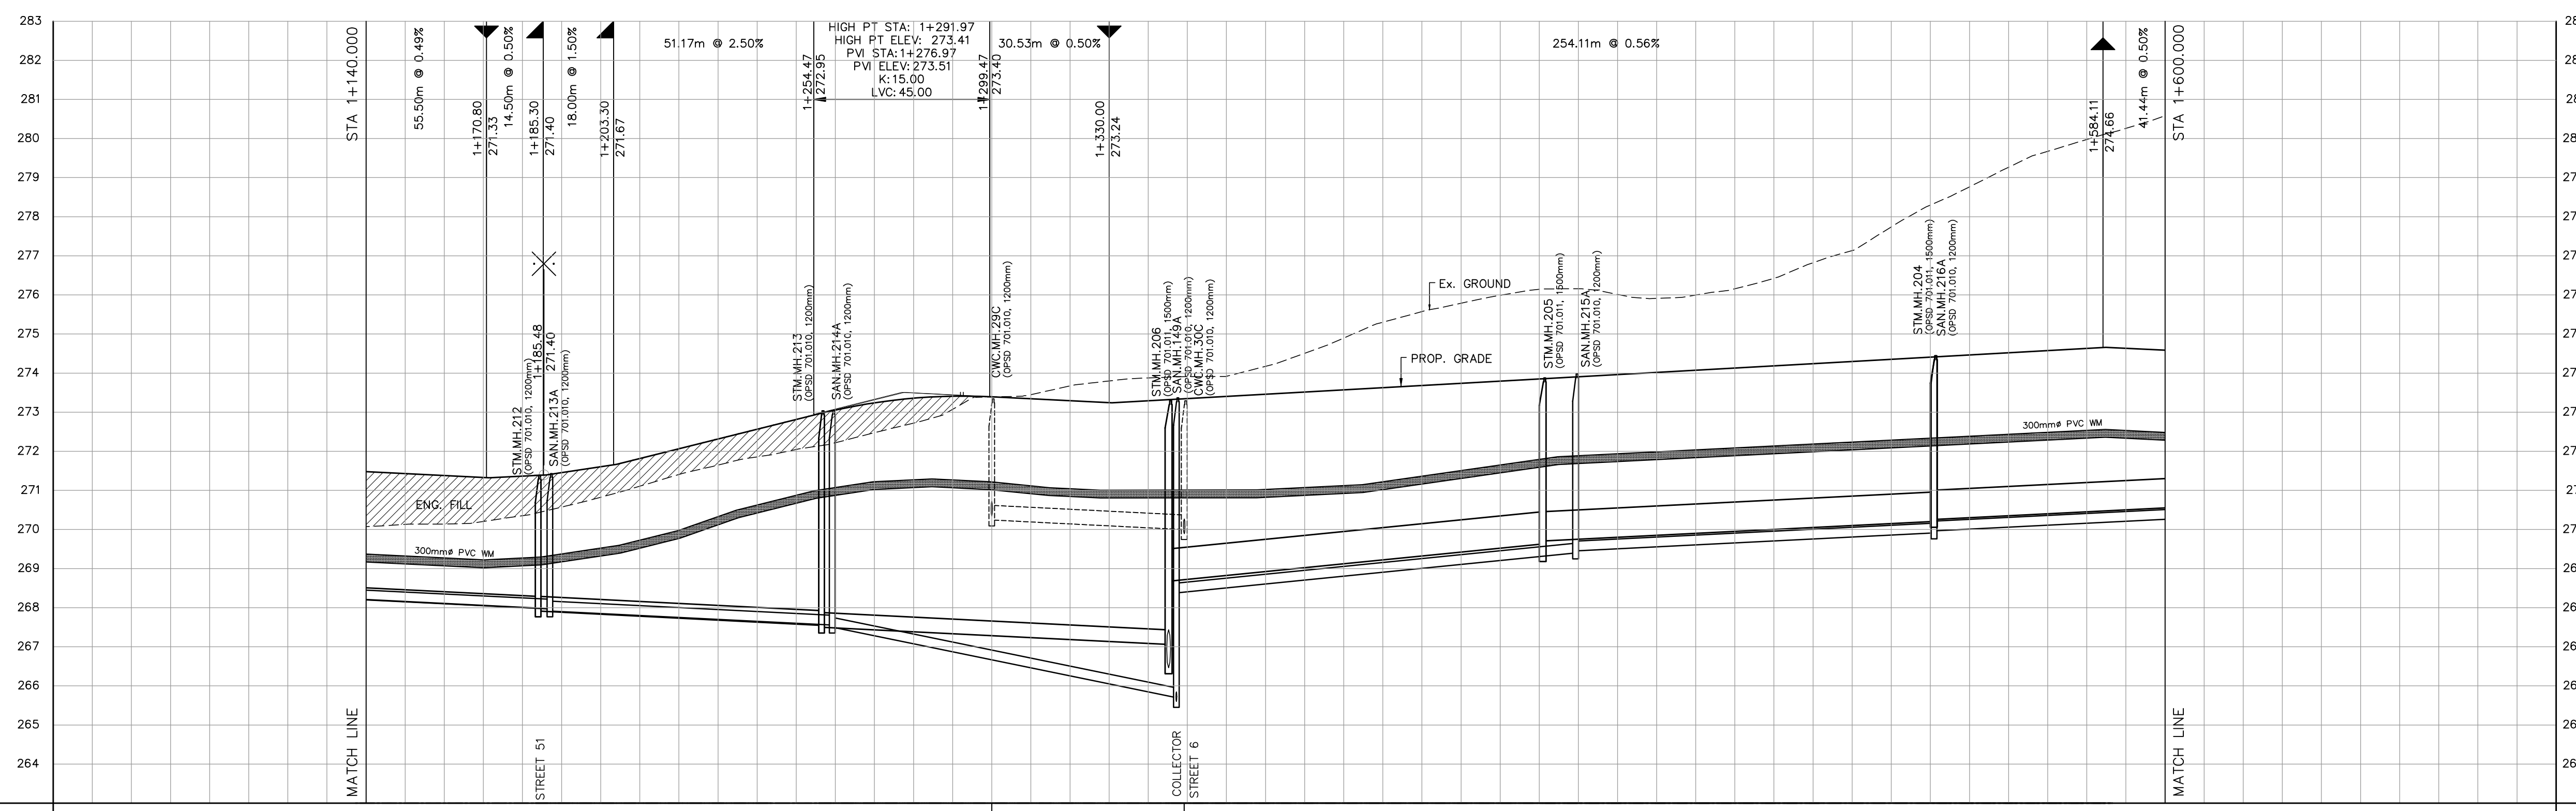 283
282
281
280
279
278
277
276
275
274
273
272
271
270
269
268
267
266
265
264
STA 1+140.000
MATCH LINE
55.50m @ 0.49%
1+170.80
271.33
14.50m @ 0.50%
1+185.30
271.40
18.00m @ 1.50%
1+203.30
271.67
51.17m @ 2.50%
1+254.47
272.95
HIGH PT STA: 1+291.97
HIGH PT ELEV: 273.41
PVI STA:1+276.97
PVI ELEV:273.51
K:15.00
LVC:45.00
1+299.47
273.40
30.53m @ 0.50%
1+330.00
273.24
254.11m @ 0.56%
1+584.11
274.66
41.44m @ 0.50%
STA 1+600.000
MATCH LINE
STM.MH.212
(OPSD 701.010, 1200mm)
1+185.48
271.40
SAN.MH.213A
(OPSD 701.010, 1200mm)
STM.MH.213
(OPSD 701.010, 1200mm)
SAN.MH.214A
(OPSD 701.010, 1200mm)
CWC.MH.29C
(OPSD 701.010, 1200mm)
STM.MH.206
(OPSD 701.011, 1500mm)
SAN.MH.149A
(OPSD 701.010, 1200mm)
CWC.MH.30C
(OPSD 701.010, 1200mm)
Ex. GROUND
PROP. GRADE
STM.MH.205
(OPSD 701.011, 1500mm)
SAN.MH.215A
(OPSD 701.010, 1200mm)
STM.MH.204
(OPSD 701.011, 1500mm)
SAN.MH.216A
(OPSD 701.010, 1200mm)
ENG. FILL
300mmø PVC WM
300mmø PVC WM
STREET 51
COLLECTOR
STREET 6